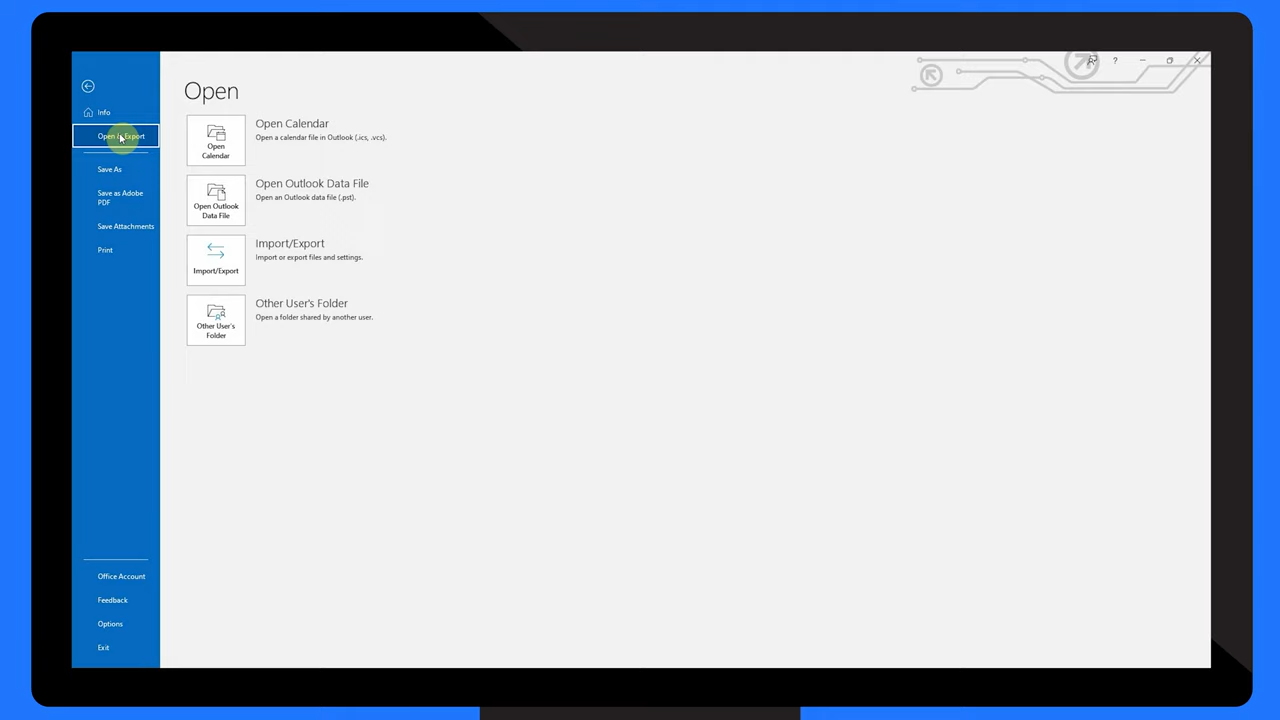 Info
Open & Export
Save As
Save as Adobe
PDF
Save Attachments
Print
Office Account
Feedback
Options
Exit
?
Open
Open
Calendar
Open Calendar
Open a calendar file in Outlook (.ics, .vcs).
Open Outlook
Data File
Open Outlook Data File
Open an Outlook data file (.pst).
Import/Export
Import/Export
Import or export files and settings.
Other User's
Folder
Other User's Folder
Open a folder shared by another user.